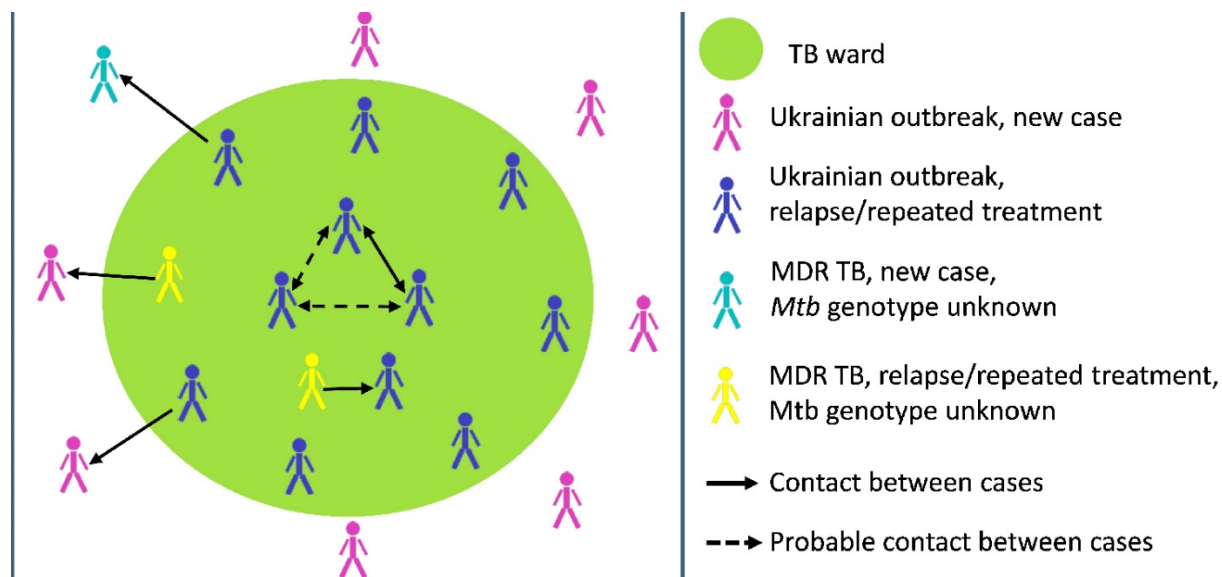 TB ward
Ukrainian outbreak, new case
Ukrainian outbreak,
relapse/repeated treatment
MDR TB, new case,
Mtb genotype unknown
MDR TB, relapse/repeated treatment,
Mtb genotype unknown
Contact between cases
Probable contact between cases